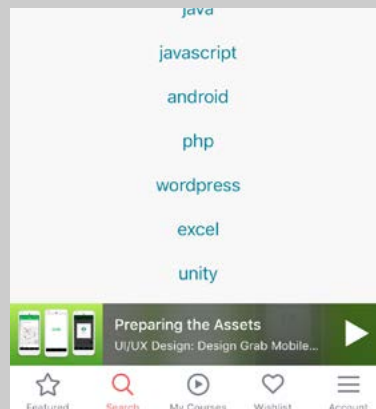 java
javascript
android
php
wordpress
excel
unity
Preparing the Assets
UI/UX Design: Design Grab Mobile...
Featured
Search
My Courses
Wishlist
Account